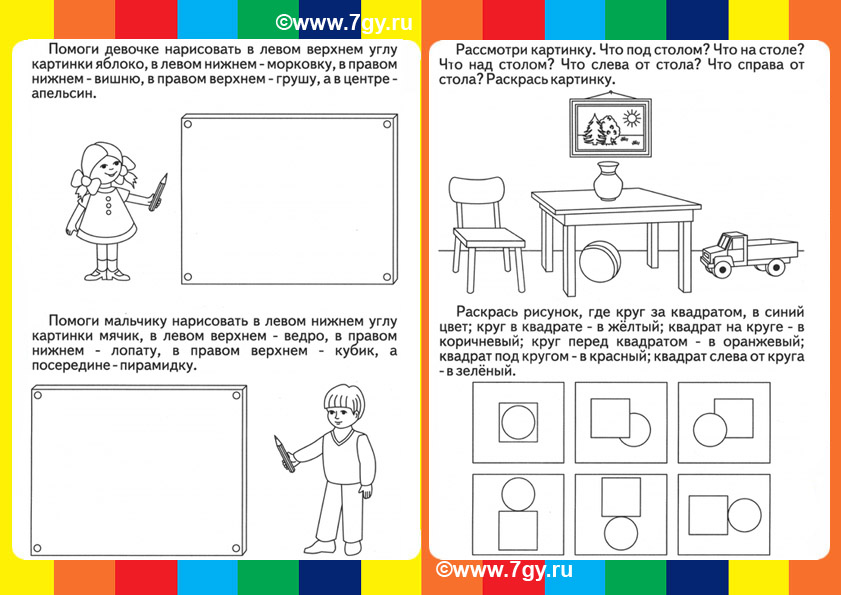 ©www.7gy.ru
Помоги девочке нарисовать в левом верхнем углу
картинки яблоко, в левом нижнем - морковку, в правом
нижнем - вишню, в правом верхнем - грушу, а в центре -
апельсин.
Помоги мальчику нарисовать в левом нижнем углу
картинки мячик, в левом верхнем - ведро, в правом
нижнем - лопату, в правом верхнем - кубик, а
посередине - пирамидку.
Рассмотри картинку. Что под столом? Что на столе?
Что над столом? Что слева от стола? Что справа от
стола? Раскрась картинку.
Раскрась рисунок, где круг за квадратом, в синий
цвет; круг в квадрате - в жёлтый; квадрат на круге - в
коричневый; круг перед квадратом - в оранжевый;
квадрат под кругом - в красный; квадрат слева от круга
- в зелёный.
©www.7gy.ru